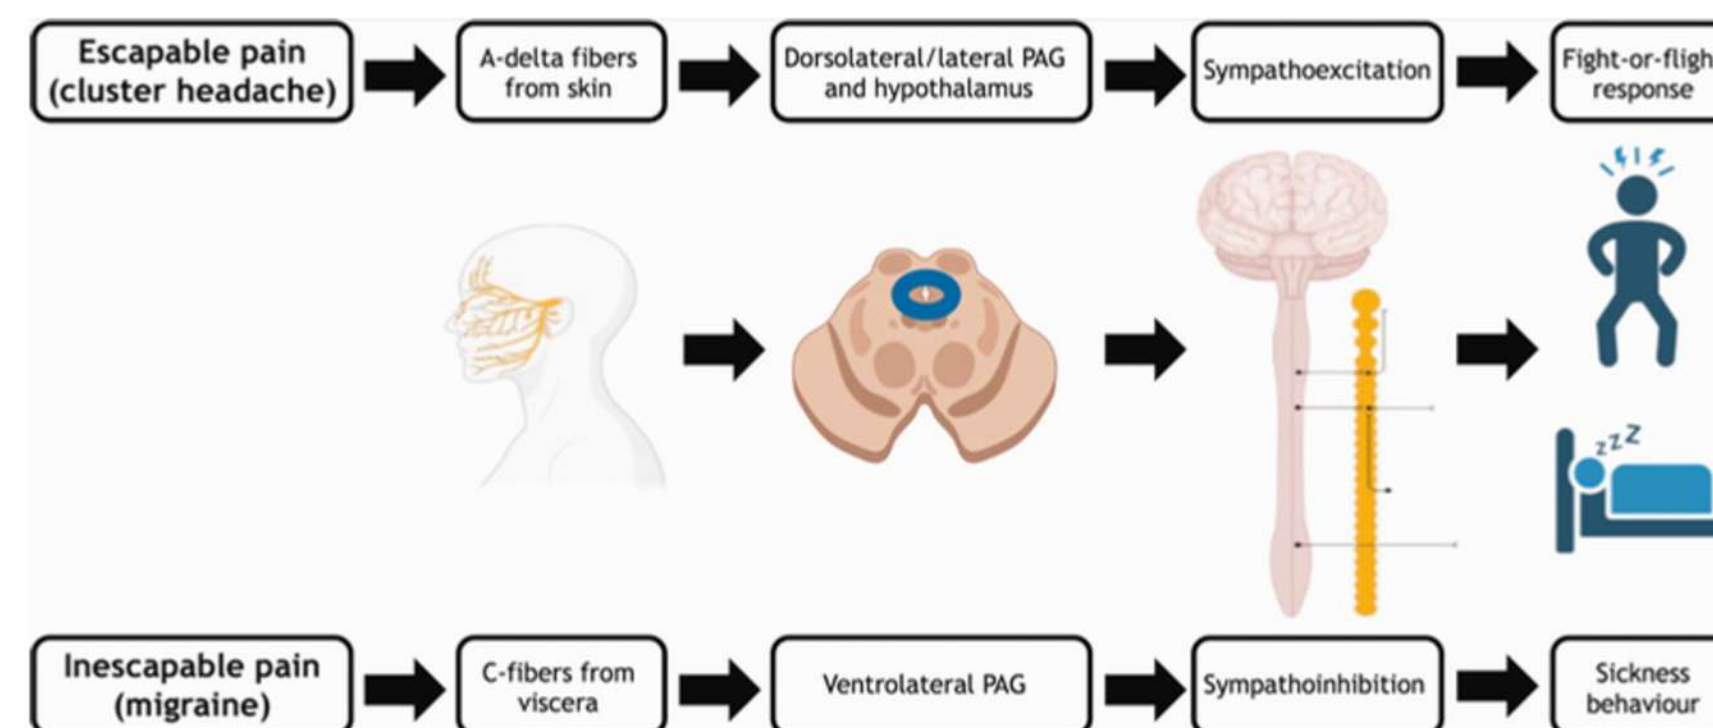 Escapable pain
(cluster headache)
A-delta fibers
from skin
Dorsolateral/lateral PAG
and hypothalamus
Sympathoexcitation
Fight-or-fligh
response
zzZ
Inescapable pain
(migraine)
C-fibers from
viscera
Ventrolateral PAG
Sympathoinhibition
Sickness
behaviour